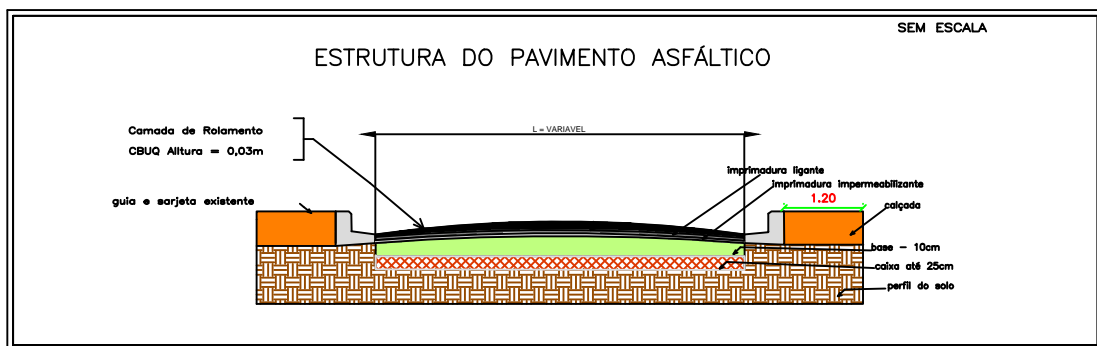 SEM ESCALA
ESTRUTURA DO PAVIMENTO ASFÁLTICO
L = VARIAVEL
Camada de Rolamento
CBUQ Alltura = 0,03m
imprimadura ligante
imprimadura impermeabilizante
guia e sarjeta existente
1.20
calçada
base - 10cm
caixa até 25cm
perfil do solo